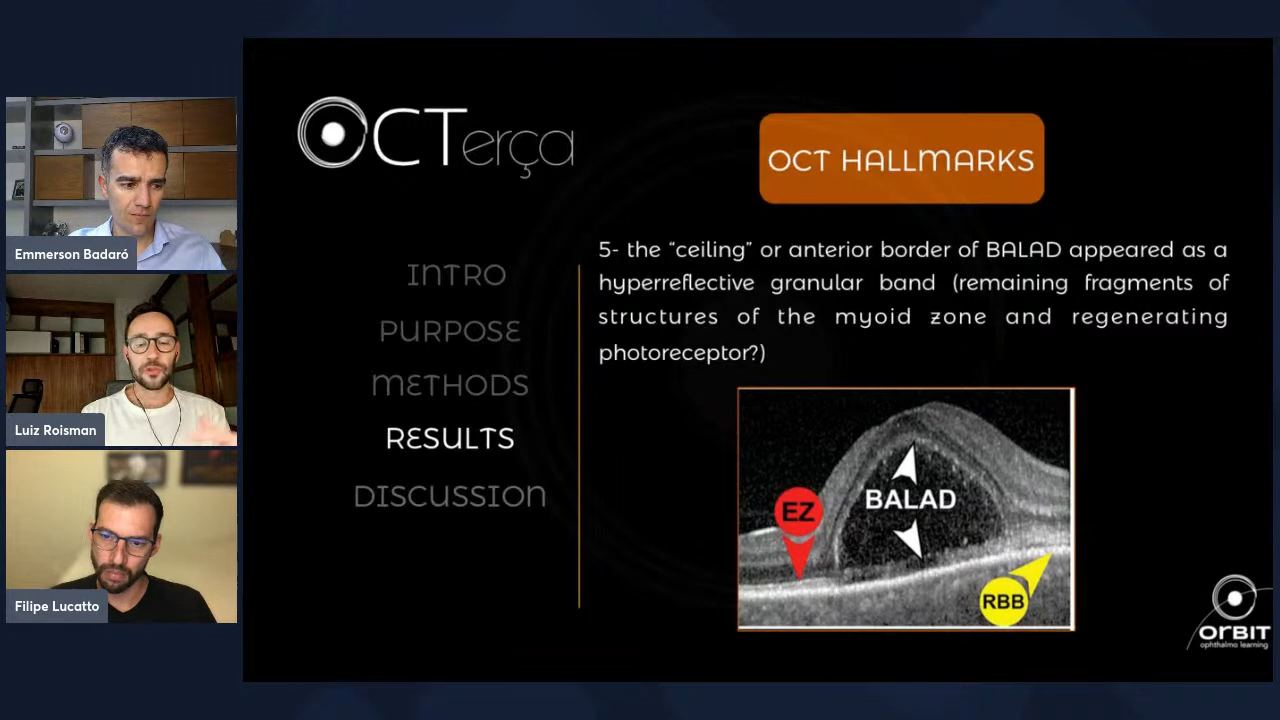 OCTerça
OCT HALLMARKS
Emmerson Badaró
Luiz Roisman
Filipe Lucatto
INTRO
PURPOSE
METHODS
RESULTS
DISCUSSION
5- the “ceiling” or anterior border of BALAD appeared as a
hyperreflective granular band (remaining fragments of
structures of the myoid zone and regenerating
photoreceptor?)
BALAD
EZ
RBB
ORBIT
ophthalmo learning